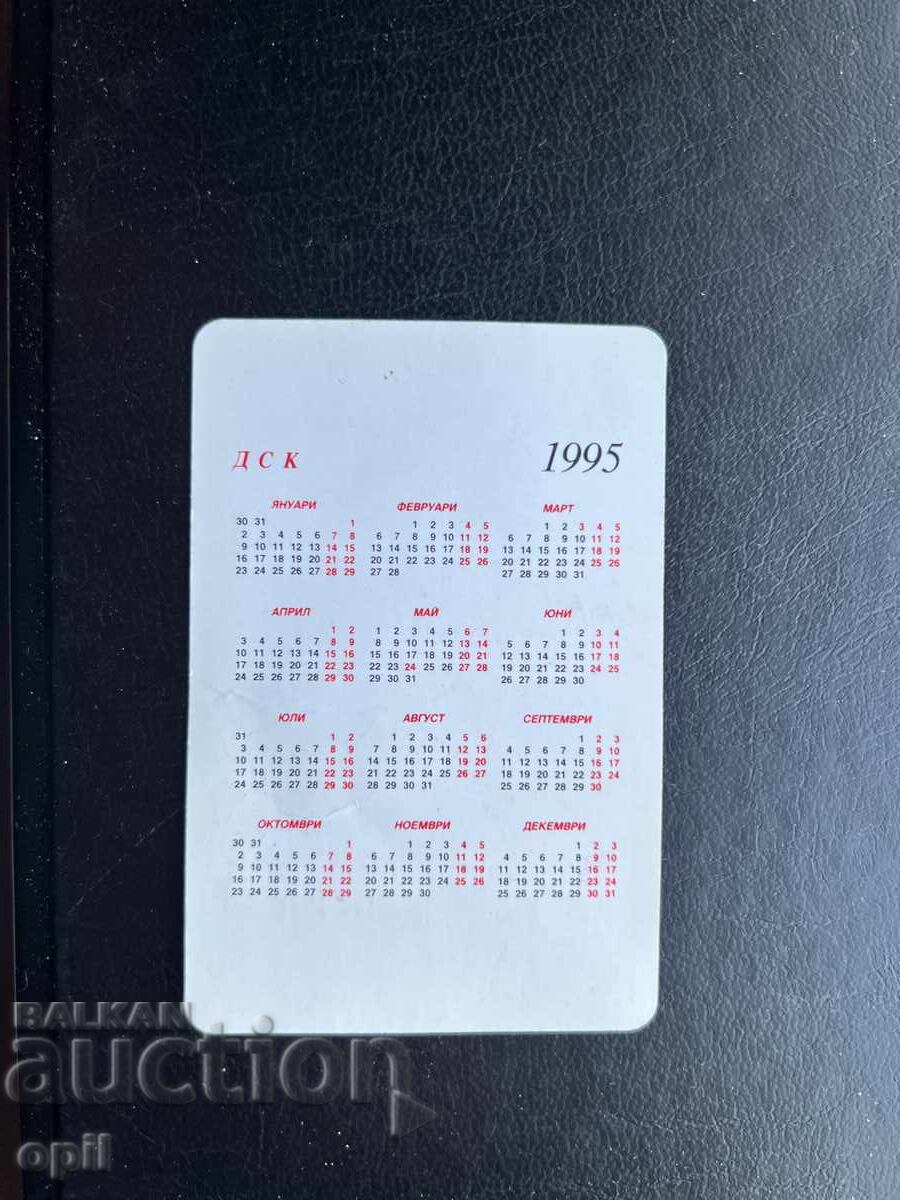 ДСК 1995
ЯНУАРИ ФЕВРУАРИ МАРТ
30 31 1 1 2 3 4 5 1 2 3 4 5
2 3 4 5 6 7 8 6 7 8 9 10 11 12 6 7 8 9 10 11 12
9 10 11 12 13 14 15 13 14 15 16 17 18 19 13 14 15 16 17 18 19
16 17 18 19 20 21 22 20 21 22 23 24 25 26 20 21 22 23 24 25 26
23 24 25 26 27 28 29 27 28 27 28 29 30 31
АПРИЛ МАЙ ЮНИ
1 2 1 2 3 4 5 6 7 1 2 3 4
3 4 5 6 7 8 9 8 9 10 11 12 13 14 5 6 7 8 9 10 11
10 11 12 13 14 15 16 15 16 17 18 19 20 21 12 13 14 15 16 17 18
17 18 19 20 21 22 23 22 23 24 25 26 27 28 19 20 21 22 23 24 25
24 25 26 27 28 29 30 29 30 31 26 27 28 29 30
ЮЛИ АВГУСТ СЕПТЕМВРИ
31 1 2 1 2 3 4 5 6 1 2 3
3 4 5 6 7 8 9 7 8 9 10 11 12 13 4 5 6 7 8 9 10
10 11 12 13 14 15 16 14 15 16 17 18 19 20 11 12 13 14 15 16 17
17 18 19 20 21 22 23 21 22 23 24 25 26 27 18 19 20 21 22 23 24
24 25 26 27 28 29 30 28 29 30 31 25 26 27 28 29 30
ОКТОМВРИ НОЕМВРИ ДЕКЕМВРИ
30 31 1 1 2 3 4 5 1 2 3
2 3 4 5 6 7 8 6 7 8 9 10 11 12 4 5 6 7 8 9 10
9 10 11 12 13 14 15 13 14 15 16 17 18 19 11 12 13 14 15 16 17
16 17 18 19 20 21 22 20 21 22 23 24 25 26 18 19 20 21 22 23 24
23 24 25 26 27 28 29 27 28 29 30 25 26 27 28 29 30 31
BALKAN
auction
opil